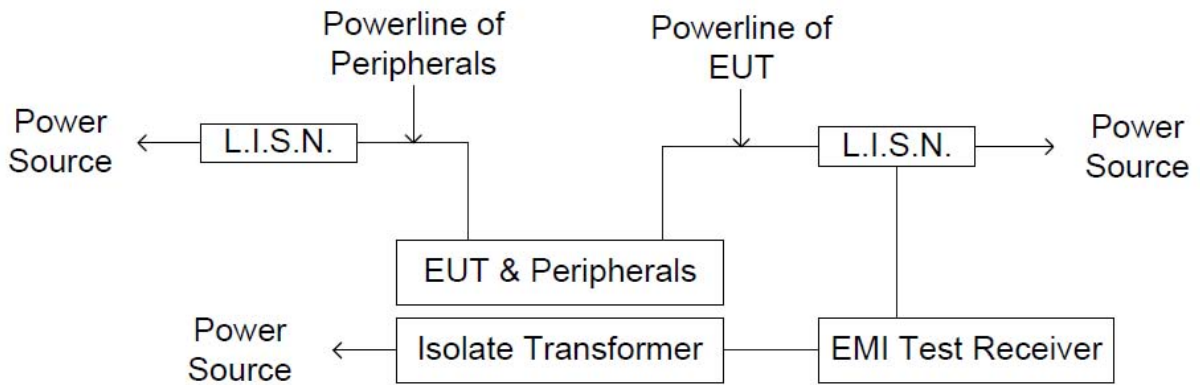 Powerline of
Peripherals
Powerline of
EUT
Power
Source
L.I.S.N.
L.I.S.N.
Power
Source
EUT & Peripherals
Power
Source
Isolate Transformer
EMI Test Receiver